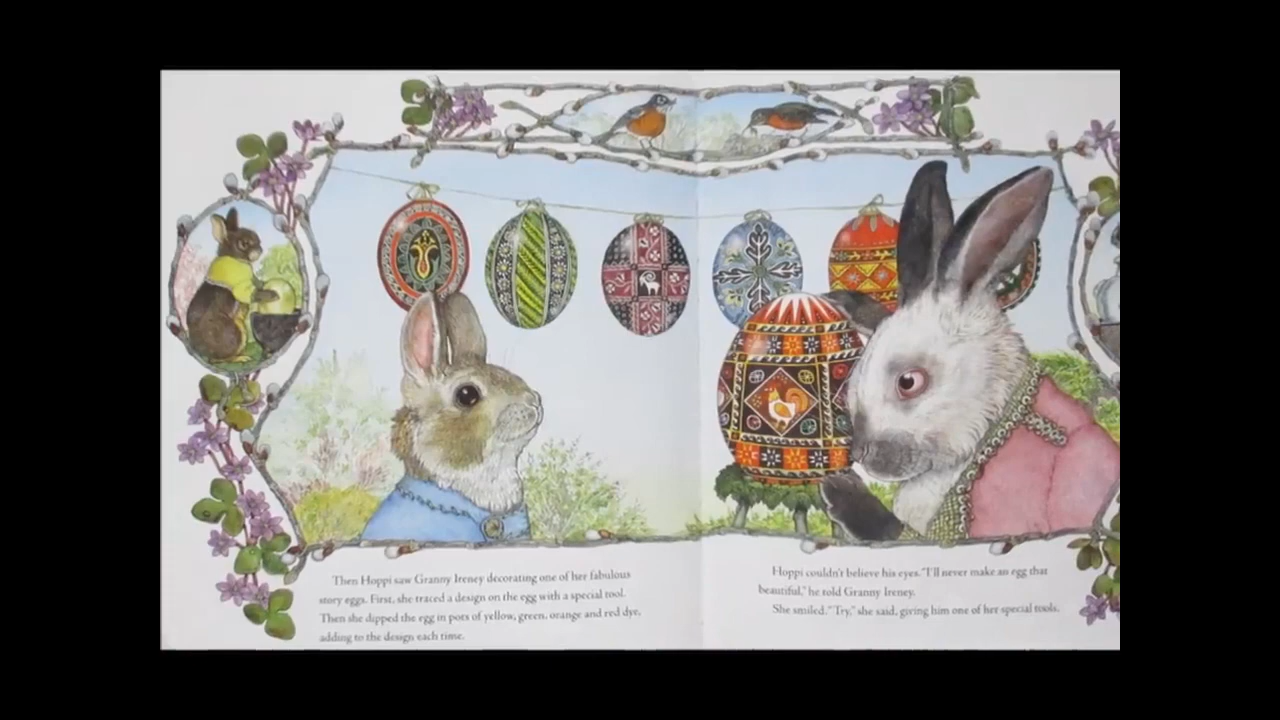 Then Hoppi saw Granny Ireney decorating one of her fabulous
story eggs. First, she traced a design on the egg with a special tool.
Then she dipped the egg in pots of yellow, green, orange and red dye,
adding to the design each time.
Hoppi couldn't believe his eyes. "I'll never make an egg that
beautiful," he told Granny Ireney.
She smiled. "Try," she said, giving him one of her special tools.